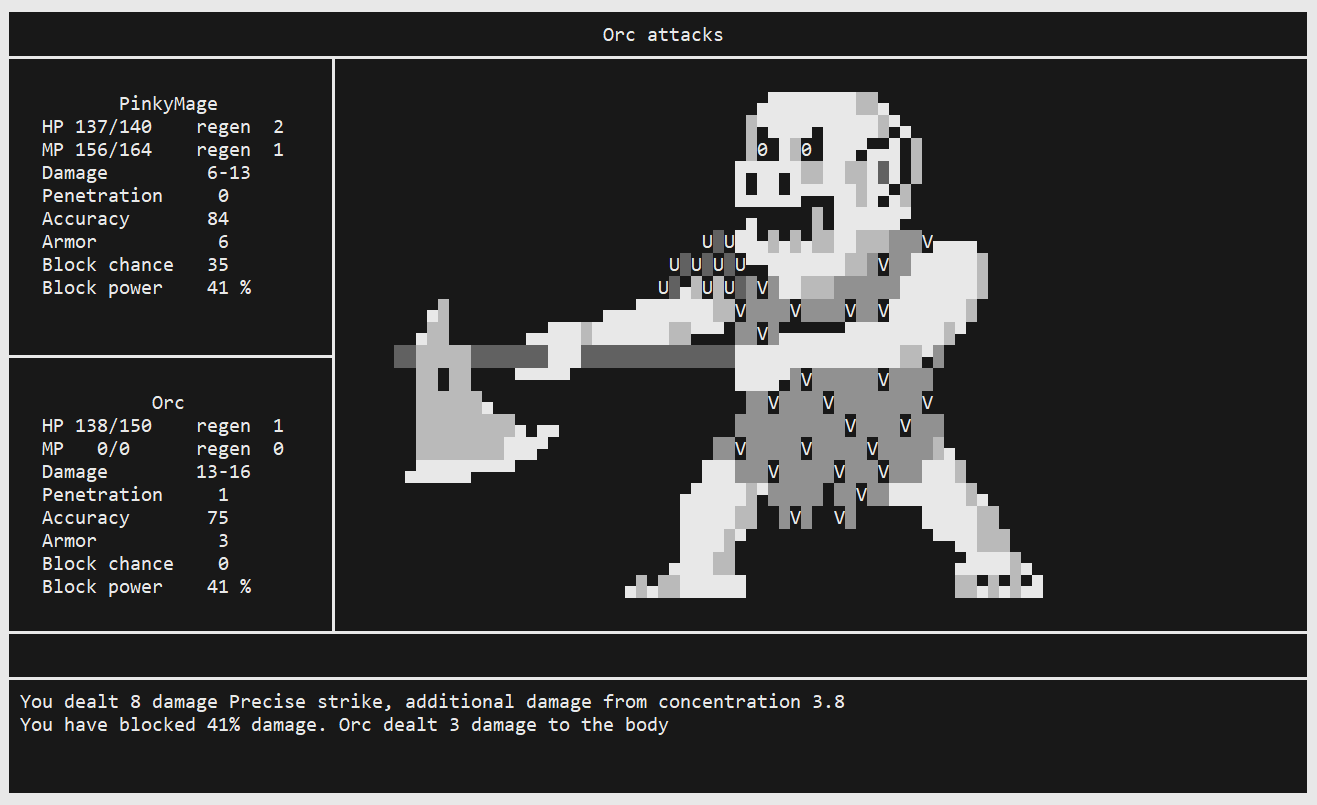 Orc attacks
PinkyMage
HP 137/140 regen 2
MP 156/164 regen 1
Damage 6-13
Penetration 0
Accuracy 84
Armor 6
Block chance 35
Block power 41 %
Orc
HP 138/150 regen 1
MP 0/0 regen 0
Damage 13-16
Penetration 1
Accuracy 75
Armor 3
Block chance 0
Block power 41 %
0 0
U U V
U U U U V
U U U V
V V V V
V
V V
V V V
V V
V V V
V V V
V
V V
You dealt 8 damage Precise strike, additional damage from concentration 3.8
You have blocked 41% damage. Orc dealt 3 damage to the body